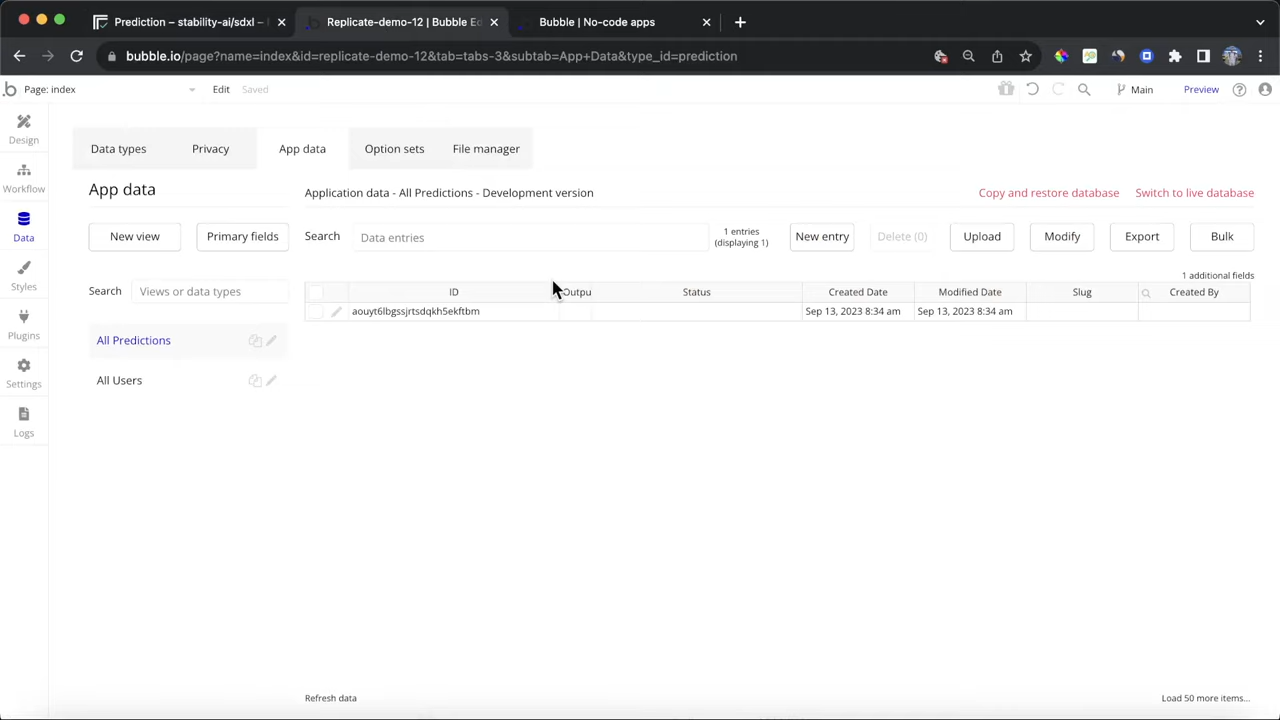 Prediction – stability-ai/sdxl –
Replicate-demo-12 | Bubble Ed
Bubble | No-code apps
bubble.io/page?name=index&id=replicate-demo-12&tab=tabs-3&subtab=App+Data&type_id=prediction
Page: index
Edit
Saved
Main
Preview
Design
Workflow
Data
Styles
Plugins
Settings
Logs
Data types
Privacy
App data
Option sets
File manager
App data
Application data - All Predictions - Development version
Copy and restore database
Switch to live database
New view
Primary fields
Search
Data entries
1 entries
(displaying 1)
New entry
Delete (0)
Upload
Modify
Export
Bulk
1 additional fields
Search
Views or data types
All Predictions
All Users
ID
Outpu
Status
Created Date
Modified Date
Slug
Created By
aouyt6lbgssjrtsdqkh5ekftbm
Sep 13, 2023 8:34 am
Sep 13, 2023 8:34 am
Refresh data
Load 50 more items...